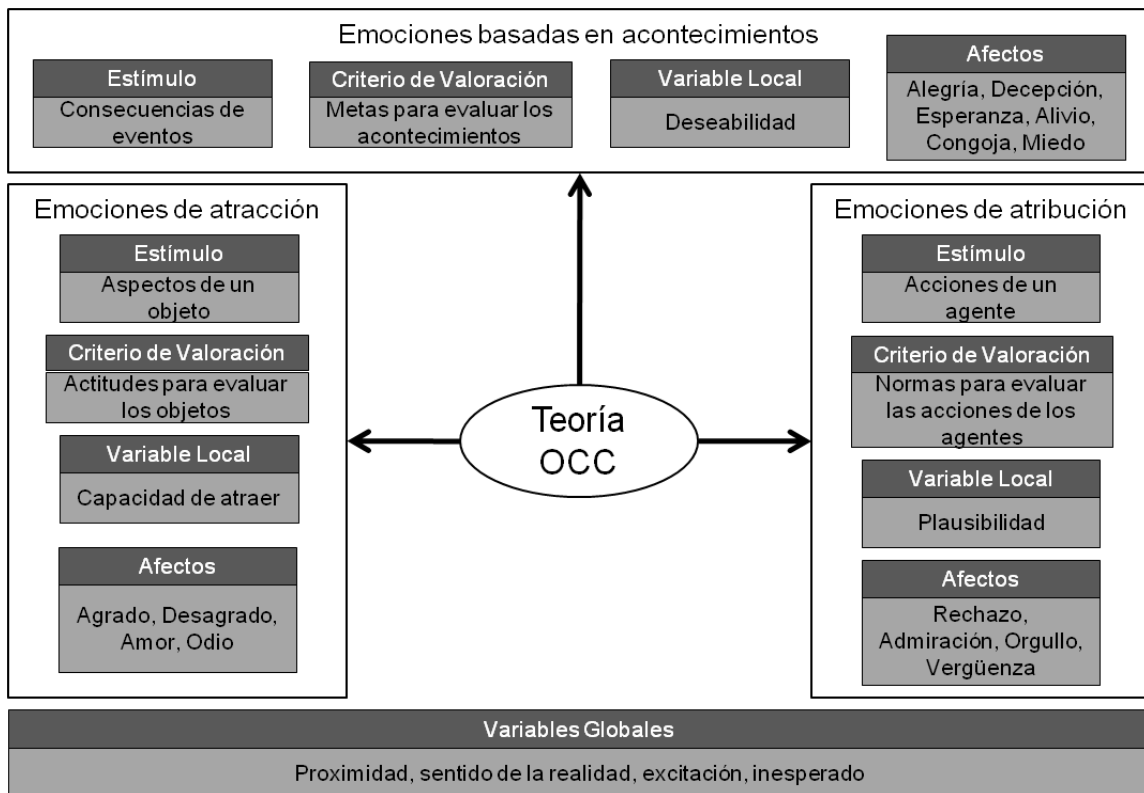 Emociones basadas en acontecimientos
Estímulo
Consecuencias de
eventos
Criterio de Valoración
Metas para evaluar los
acontecimientos
Variable Local
Deseabilidad
Afectos
Alegría, Decepción,
Esperanza, Alivio,
Congoja, Miedo
Emociones de atracción
Estímulo
Aspectos de un
objeto
Criterio de Valoración
Actitudes para evaluar
los objetos
Variable Local
Capacidad de atraer
Afectos
Agrado, Desagrado,
Amor, Odio
Teoría
OCC
Emociones de atribución
Estímulo
Acciones de un
agente
Criterio de Valoración
Normas para evaluar
las acciones de los
agentes
Variable Local
Plausibilidad
Afectos
Rechazo,
Admiración, Orgullo,
Vergüenza
Variables Globales
Proximidad, sentido de la realidad, excitación, inesperado